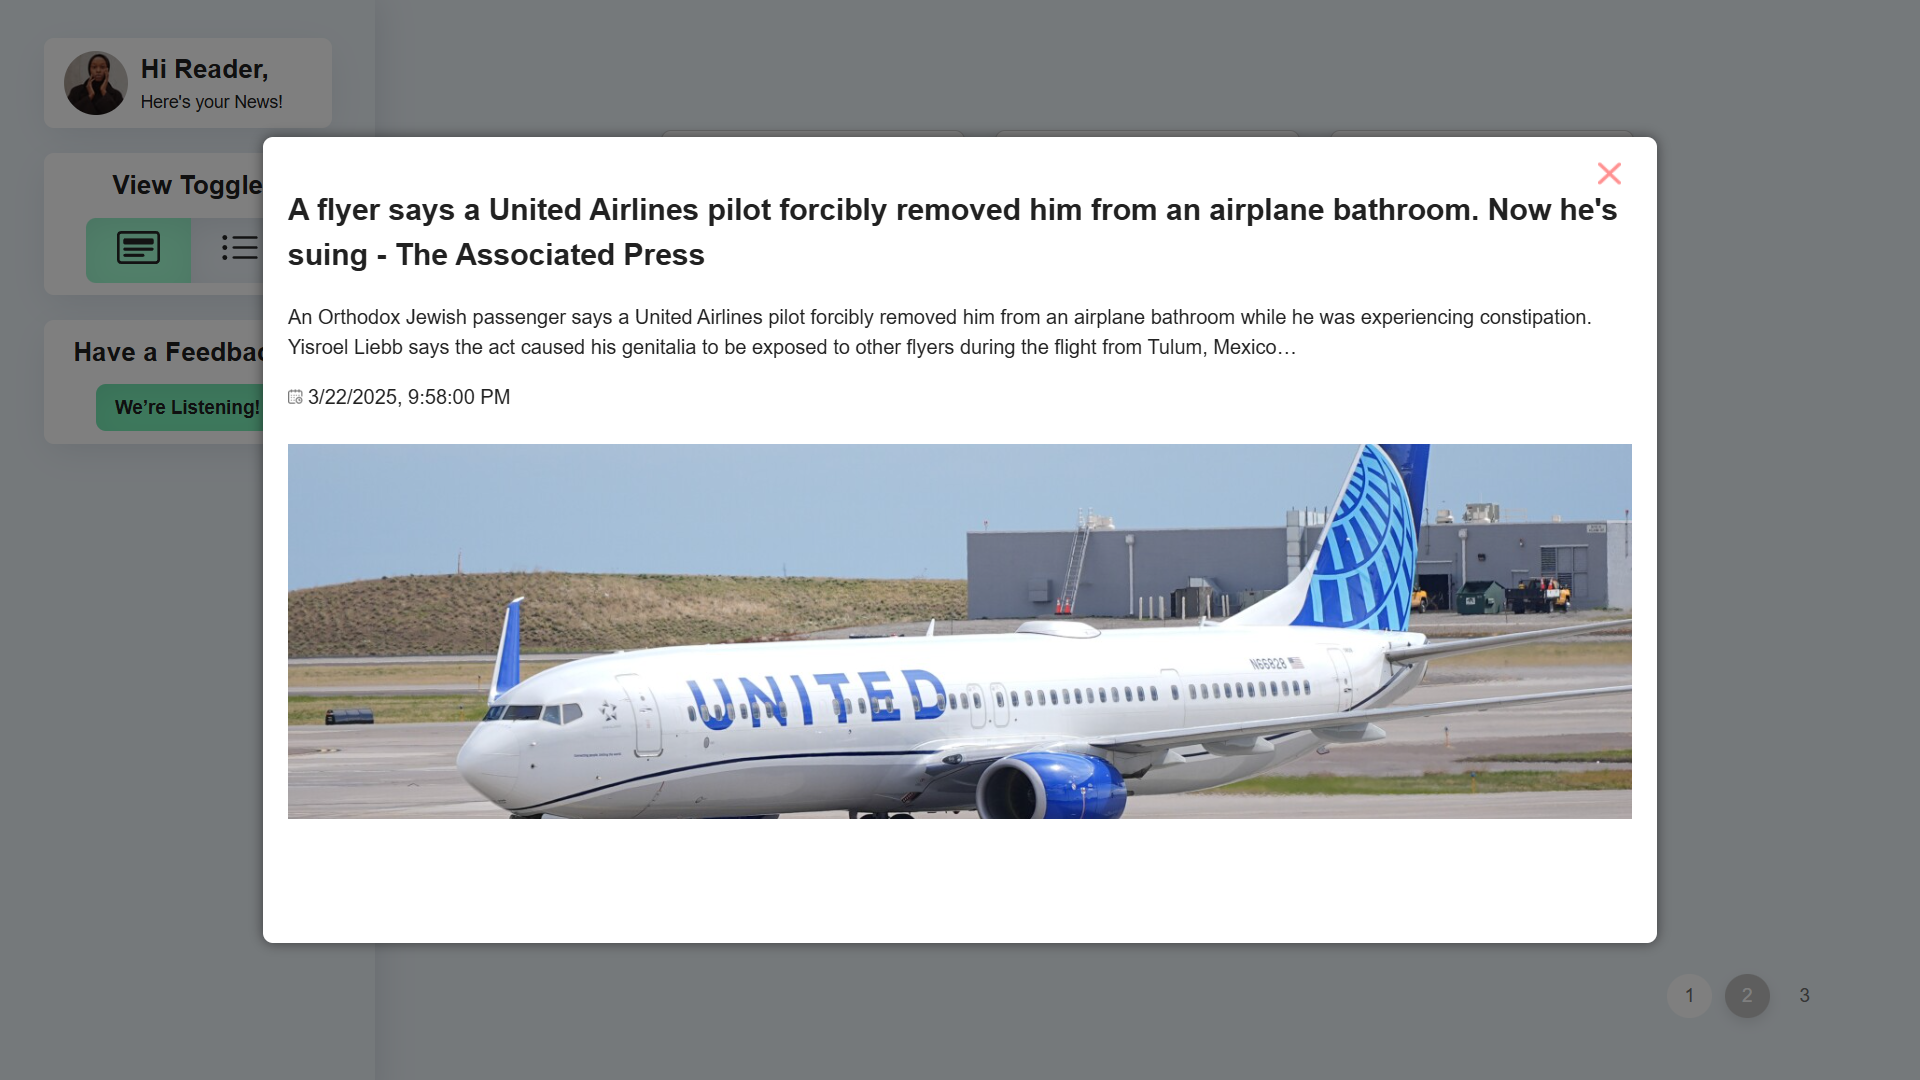 Hi Reader,
Here's your News!
View Toggle
Have a Feedbac
We're Listening!
A flyer says a United Airlines pilot forcibly removed him from an airplane bathroom. Now he's
suing - The Associated Press
An Orthodox Jewish passenger says a United Airlines pilot forcibly removed him from an airplane bathroom while he was experiencing constipation.
Yisroel Liebb says the act caused his genitalia to be exposed to other flyers during the flight from Tulum, Mexico…
3/22/2025, 9:58:00 PM
UNITED
N66828
1 2 3